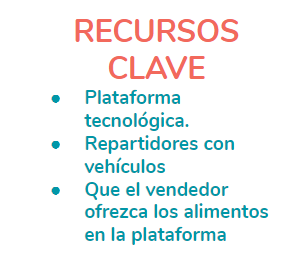 RECURSOS
CLAVE
● Plataforma
tecnológica.
● Repartidores con
vehículos
● Que el vendedor
ofrezca los alimentos
en la plataforma